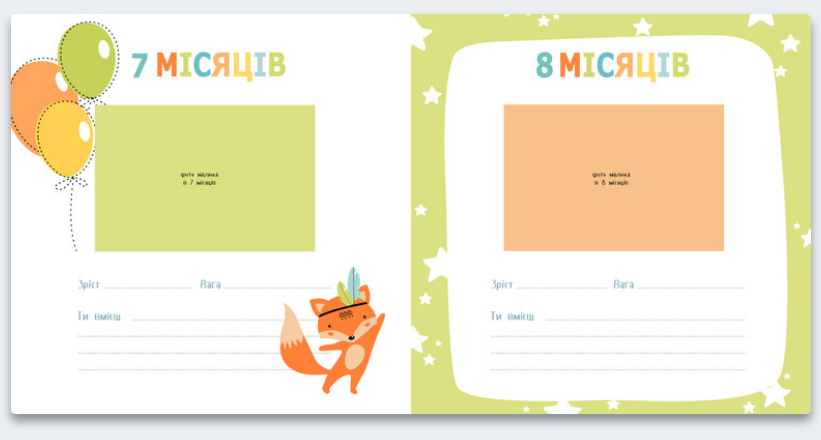 7 МІСЯЦІВ
фото малюка
в 7 місяців
Зріст Вага
Ти вмієш
8 МІСЯЦІВ
фото малюка
в 8 місяців
Зріст Вага
Ти вмієш